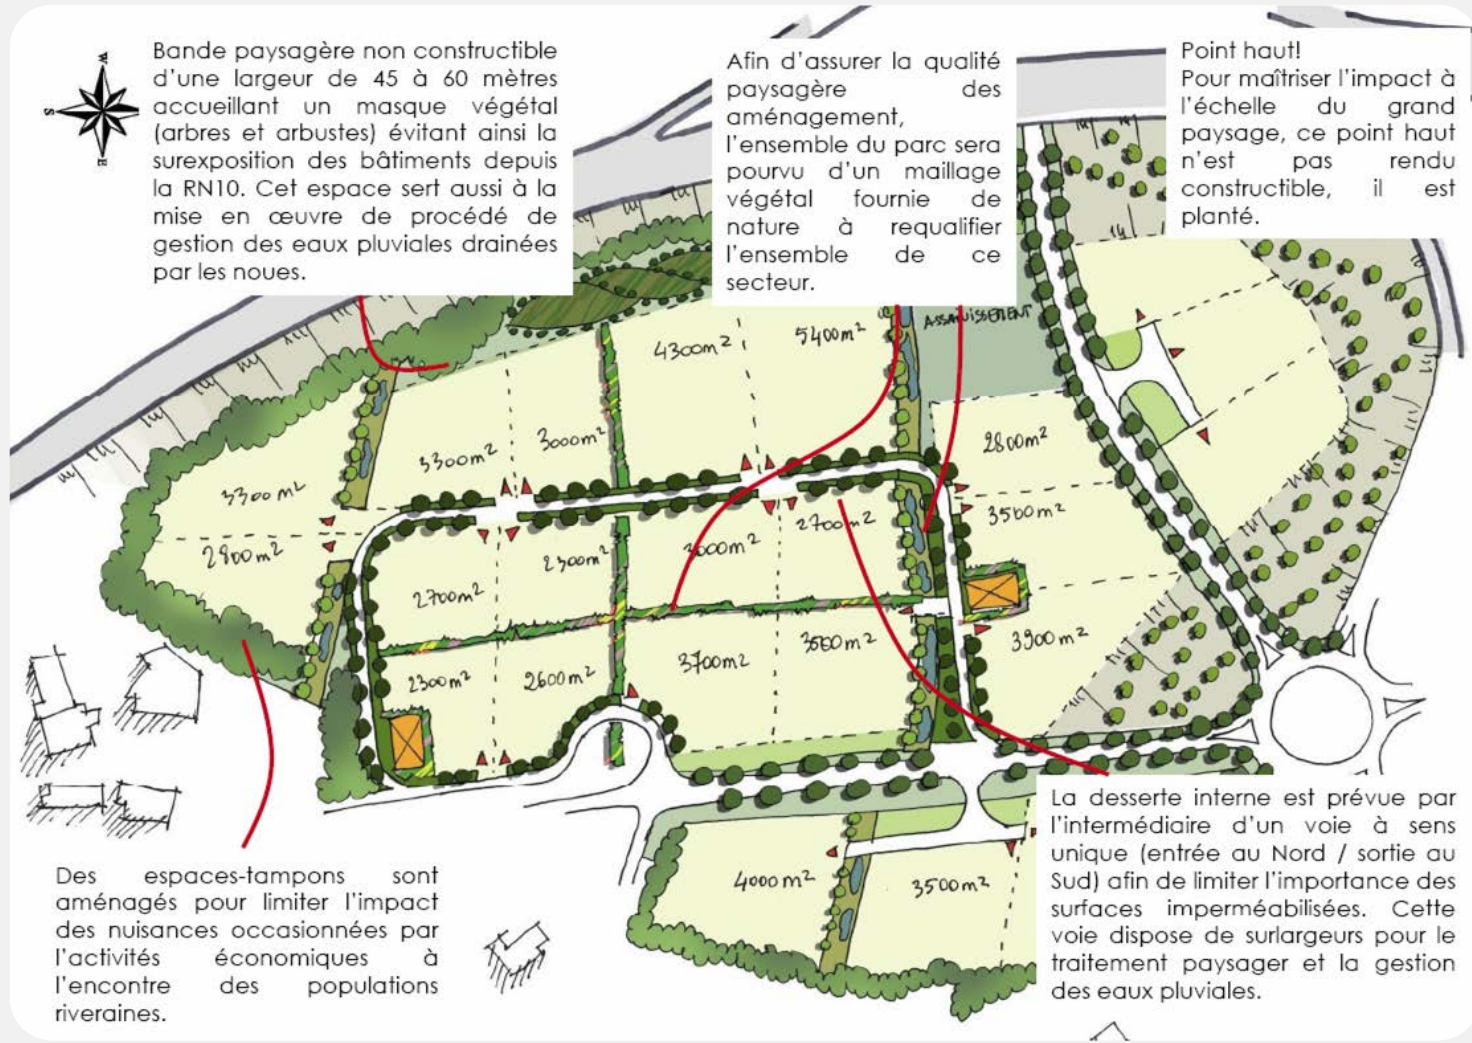 W
S
E
Bande paysagère non constructible
d'une largeur de 45 à 60 mètres
accueillant un masque végétal
(arbres et arbustes) évitant ainsi la
surexposition des bâtiments depuis
la RN10. Cet espace sert aussi à la
mise en œuvre de procédé de
gestion des eaux pluviales drainées
par les noues.
Afin d'assurer la qualité
paysagère des
aménagement,
l'ensemble du parc sera
pourvu d'un maillage
végétal fournie de
nature à requalifier
l'ensemble de ce
secteur.
Point haut!
Pour maîtriser l'impact à
l'échelle du grand
paysage, ce point haut
n'est pas rendu
constructible, il est
planté.
ASSAINISSEMENT
4300m²
5400m²
3300m²
3000m²
2800m²
3300m²
2800m²
2700m²
2300m²
3000m²
2700m²
3500m²
2300m²
2600m²
3700m²
3500m²
3900m²
4000m²
3500m²
Des espaces-tampons sont
aménagés pour limiter l'impact
des nuisances occasionnées par
l'activités économiques à
l'encontre des populations
riveraines.
La desserte interne est prévue par
l'intermédiaire d'un voie à sens
unique (entrée au Nord / sortie au
Sud) afin de limiter l'importance des
surfaces imperméabilisées. Cette
voie dispose de surlargeurs pour le
traitement paysager et la gestion
des eaux pluviales.